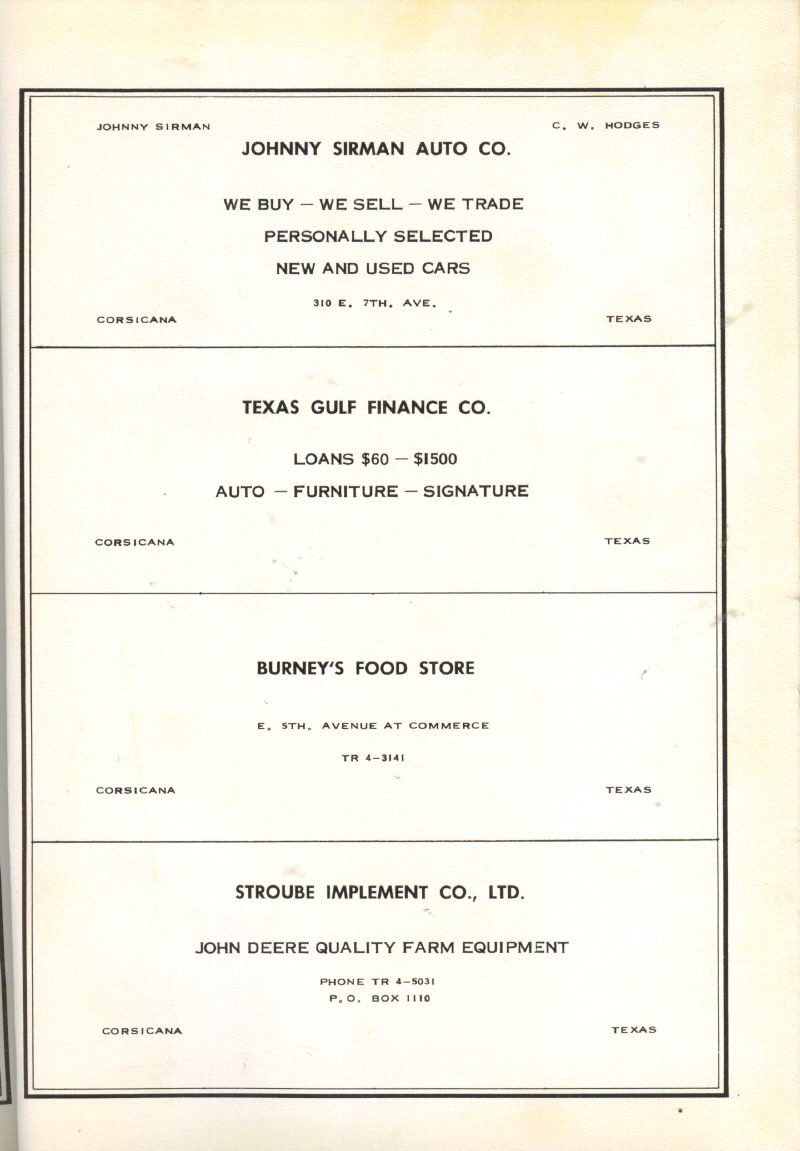 JOHNNY SIRMAN C. W. HODGES
JOHNNY SIRMAN AUTO CO.
WE BUY — WE SELL — WE TRADE
PERSONALLY SELECTED
NEW AND USED CARS
310 E. 7TH. AVE.
CORSICANA TEXAS
TEXAS GULF FINANCE CO.
LOANS $60 — $1500
AUTO — FURNITURE — SIGNATURE
CORSICANA TEXAS
BURNEY'S FOOD STORE
E. 5TH. AVENUE AT COMMERCE
TR 4-3141
CORSICANA TEXAS
STROUBE IMPLEMENT CO., LTD.
JOHN DEERE QUALITY FARM EQUIPMENT
PHONE TR 4-5031
P.O. BOX 1110
CORSICANA TEXAS